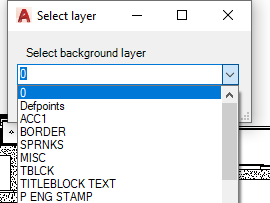 Select layer
Select background layer
0
0
Defpoints
ACC1
BORDER
SPRNKS
MISC
TBLCK
TITLEBLOCK TEXT
P ENG STAMP